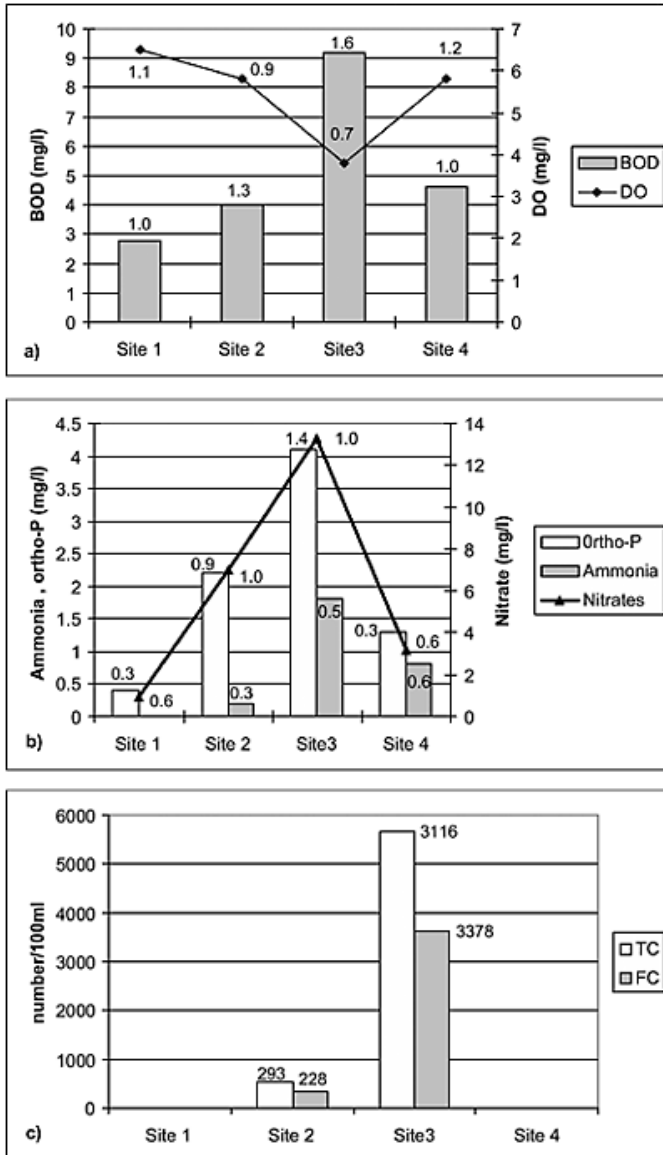 10 7
9 1.6 1.2
8 1.1 0.9 6
7 5
6 0.7
5 1.0 4
4 1.3 3
3 1.0 2
2
1 1
0 0
BOD (mg/l)
DO (mg/l)
BOD
DO
Site 1 Site 2 Site3 Site 4
a)
4.5 14
4 1.4 1.0 12
3.5 10
3
2.5 8
2 0.9 1.0 6
1.5 0.5
1 0.3 0.6 4
0.5 0.3 0.6 0.3 0.6 2
0 0
Ammonia , ortho-P (mg/l)
Nitrate (mg/l)
0rtho-P
Ammonia
Nitrates
Site 1 Site 2 Site3 Site 4
b)
6000
3116
5000
4000
3378
3000
2000
1000
293 228
0
number/100ml
TC
FC
Site 1 Site 2 Site3 Site 4
c)